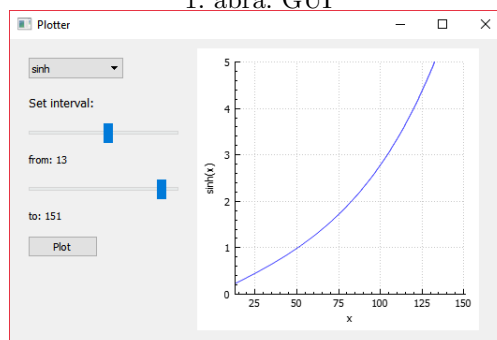 1. ábra. GUI
Plotter
sinh
Set interval:
from: 13
to: 151
Plot
5
4
3
2
1
0
sinh(x)
25 50 75 100 125 150
x